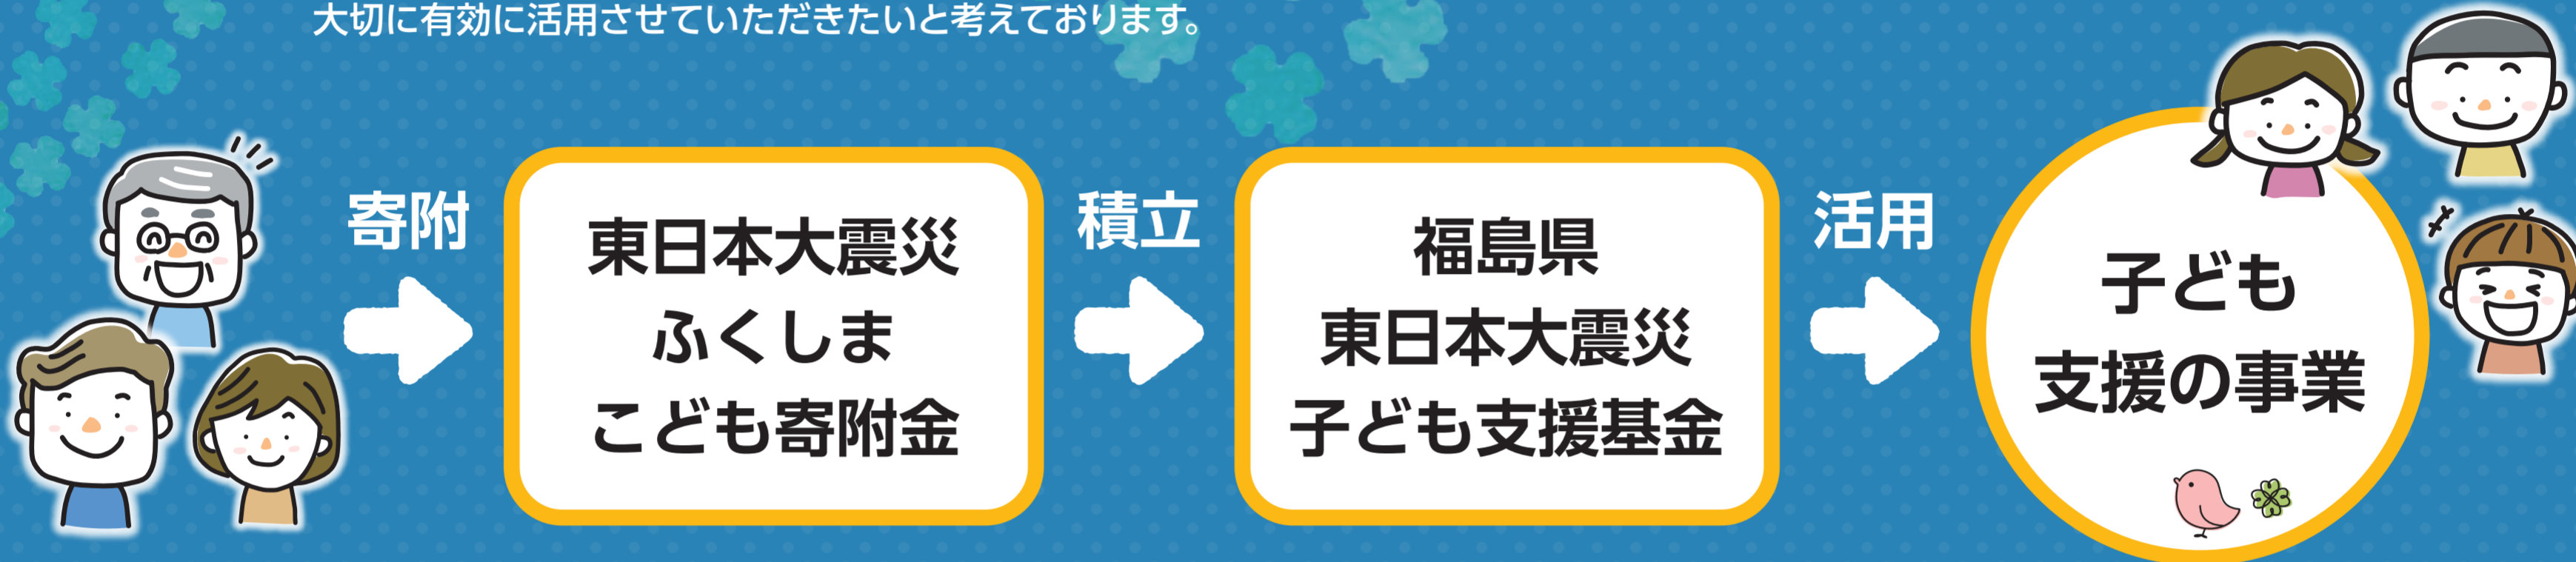 大切に有効に活用させていただきたいと考えております。
寄附
東日本大震災
ふくしま
こども寄附金
積立
福島県
東日本大震災
子ども支援基金
活用
子ども
支援の事業